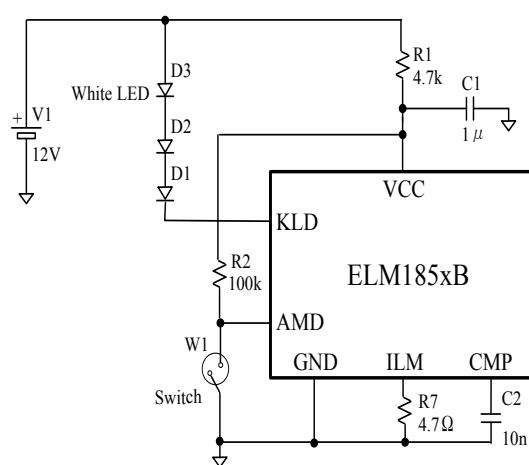 D3
R1
4.7k
C1
1μ
White LED
V1
12V
D2
D1
VCC
KLD
R2
100k
ELM185xB
AMD
W1
GND
ILM
CMP
Switch
R7
4.7Ω
C2
10n